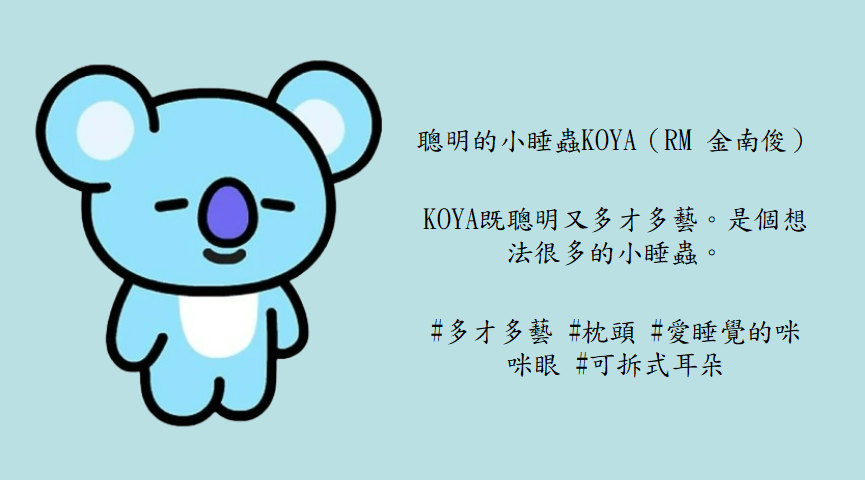 聰明的小睡蟲KOYA（RM 金南俊）
KOYA既聰明又多才多藝。是個想
法很多的小睡蟲。
#多才多藝 #枕頭 #愛睡覺的咪
咪眼 #可拆式耳朵